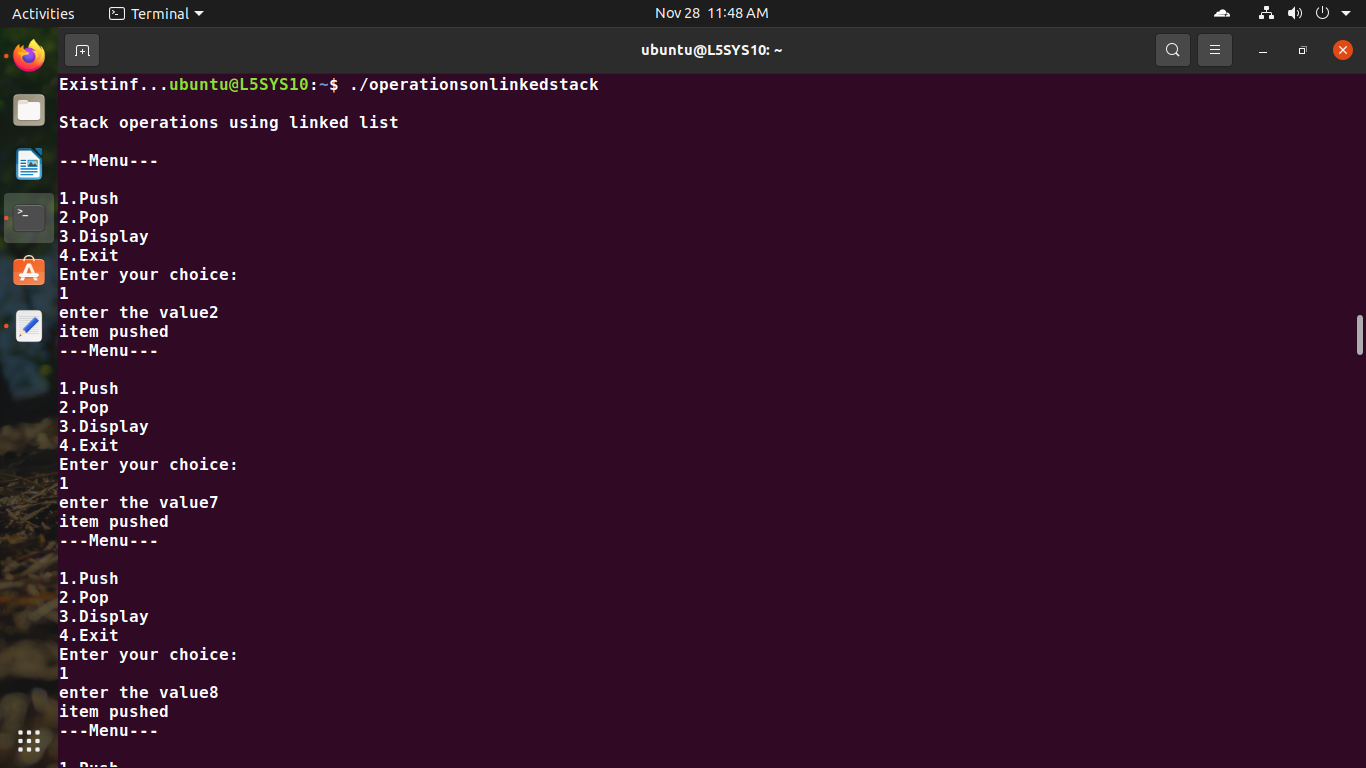 Activities
Terminal
Nov 28 11:48 AM
ubuntu@L5SYS10: ~
Existinf...ubuntu@L5SYS10:~$ ./operationsonlinkedstack
Stack operations using linked list
---Menu---
1.Push
2.Pop
3.Display
4.Exit
Enter your choice:
1
enter the value2
item pushed
---Menu---
1.Push
2.Pop
3.Display
4.Exit
Enter your choice:
1
enter the value7
item pushed
---Menu---
1.Push
2.Pop
3.Display
4.Exit
Enter your choice:
1
enter the value8
item pushed
---Menu---
1.Push